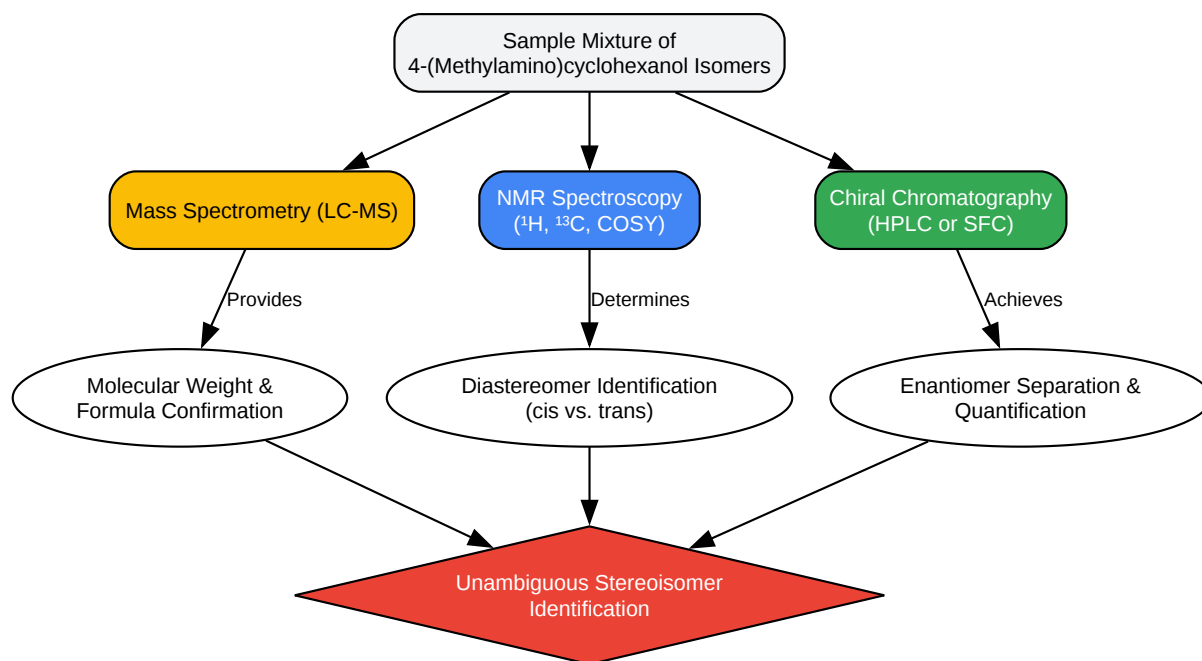 Sample Mixture of
4-(Methylamino)cyclohexanol Isomers
Mass Spectrometry (LC-MS)
NMR Spectroscopy
(¹H, ¹³C, COSY)
Chiral Chromatography
(HPLC or SFC)
Provides
Determines
Achieves
Molecular Weight &
Formula Confirmation
Diastereomer Identification
(cis vs. trans)
Enantiomer Separation &
Quantification
Unambiguous Stereoisomer
Identification